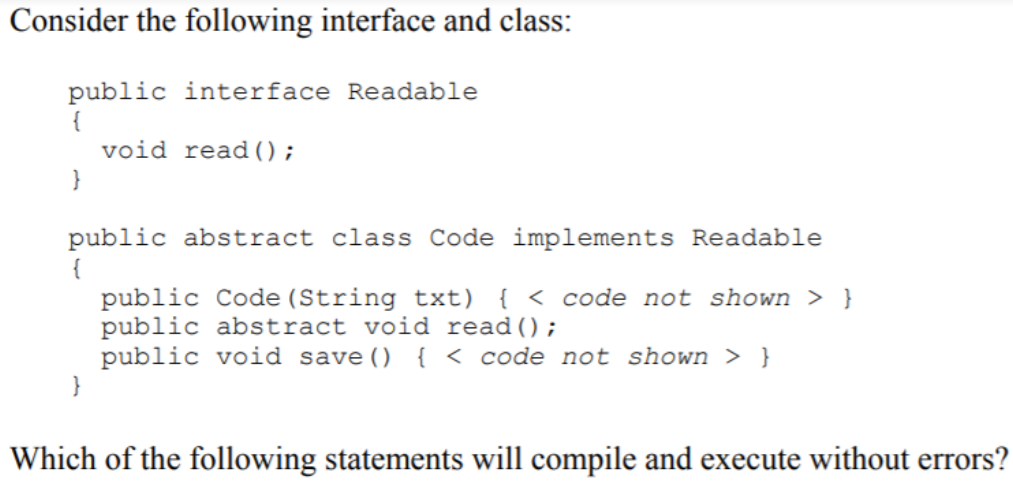 Consider the following interface and class:
public interface Readable
{
void read();
}
public abstract class Code implements Readable
{
public Code(String txt) { < code not shown > }
public abstract void read();
public void save() { < code not shown > }
}
Which of the following statements will compile and execute without errors?